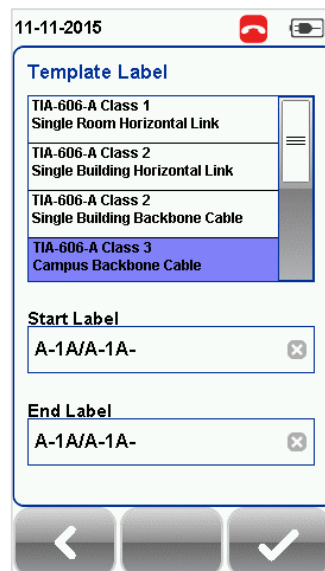 11-11-2015
Template Label
TIA-606-A Class 1
Single Room Horizontal Link
TIA-606-A Class 2
Single Building Horizontal Link
TIA-606-A Class 2
Single Building Backbone Cable
TIA-606-A Class 3
Campus Backbone Cable
Start Label
A-1A/A-1A-
End Label
A-1A/A-1A-